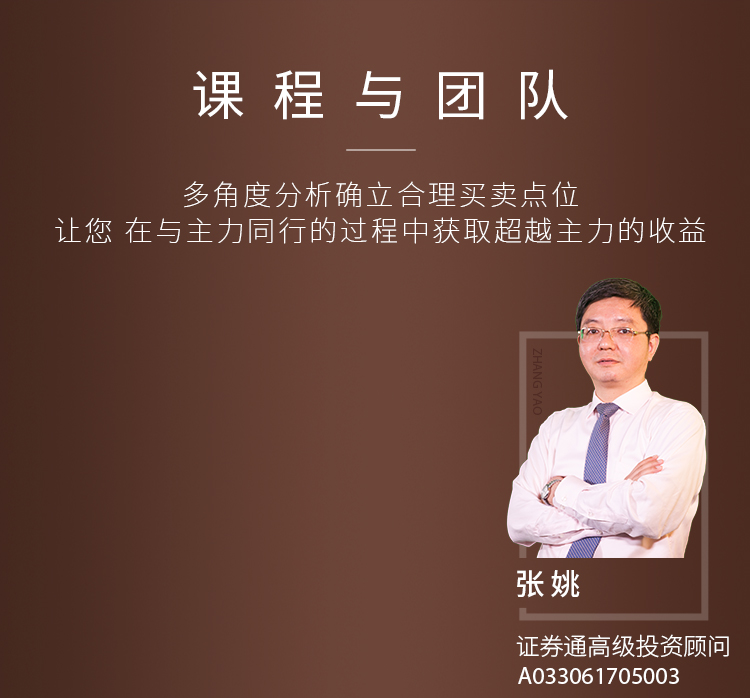 课程与团队
多角度分析确立合理买卖点位
让您 在与主力同行的过程中获取超越主力的收益
ZHANG YAO
张姚
证券通高级投资顾问
A033061705003